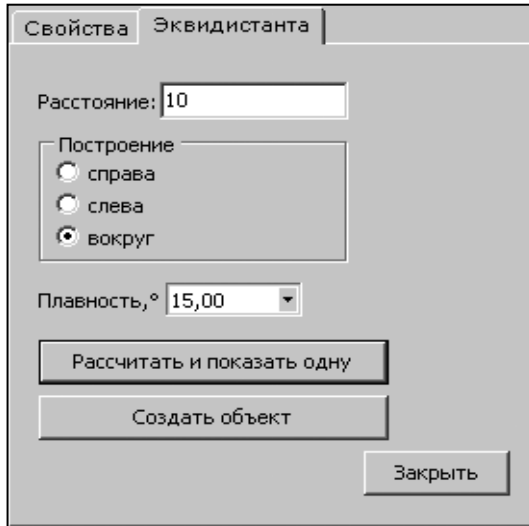 Свойства Эквидистанта
Расстояние: 10
Построение
справа
слева
вокруг
Плавность,° 15,00
Рассчитать и показать одну
Создать объект
Закрыть